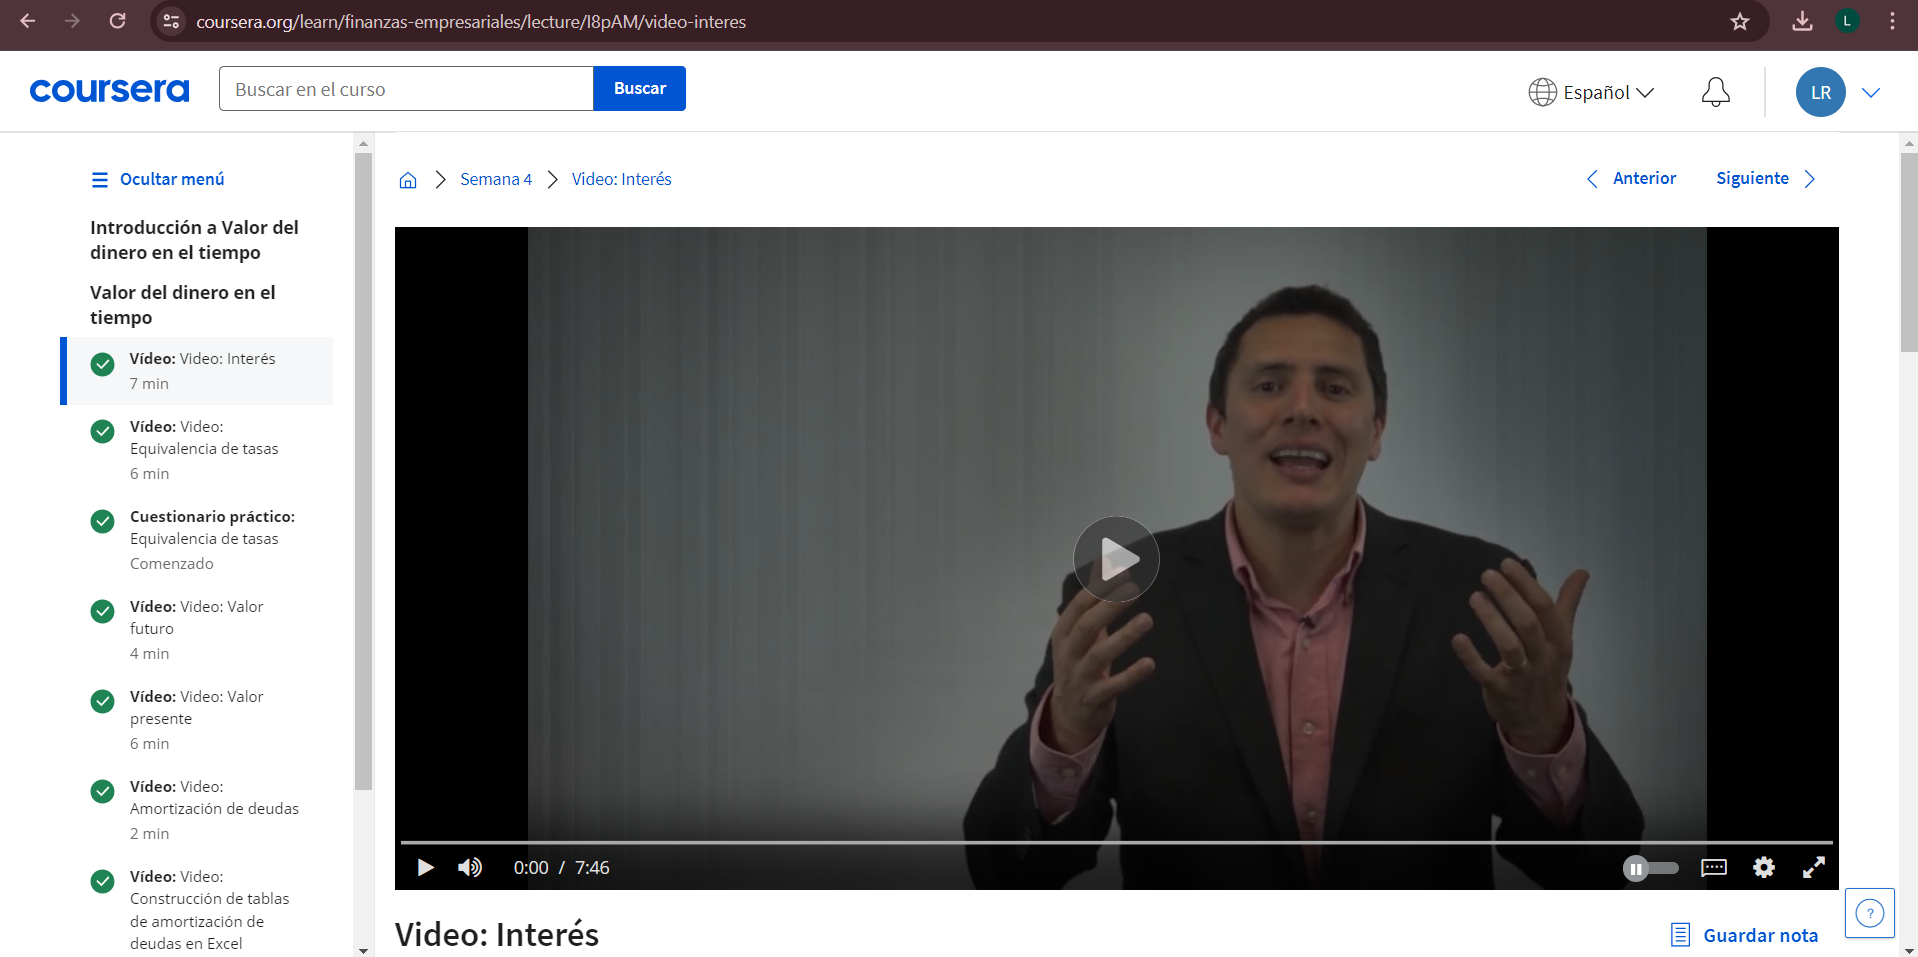 coursera.org/learn/finanzas-empresariales/lecture/I8pAM/video-interes
L
coursera
Buscar en el curso
Buscar
Español
LR
Ocultar menú
Introducción a Valor del
dinero en el tiempo
Valor del dinero en el
tiempo
Vídeo: Video: Interés
7 min
Vídeo: Video:
Equivalencia de tasas
6 min
Cuestionario práctico:
Equivalencia de tasas
Comenzado
Vídeo: Video: Valor
futuro
4 min
Vídeo: Video: Valor
presente
6 min
Vídeo: Video:
Amortización de deudas
2 min
Vídeo: Video:
Construcción de tablas
de amortización de
deudas en Excel
Semana 4
Video: Interés
Anterior
Siguiente
0:00 / 7:46
Video: Interés
Guardar nota
?